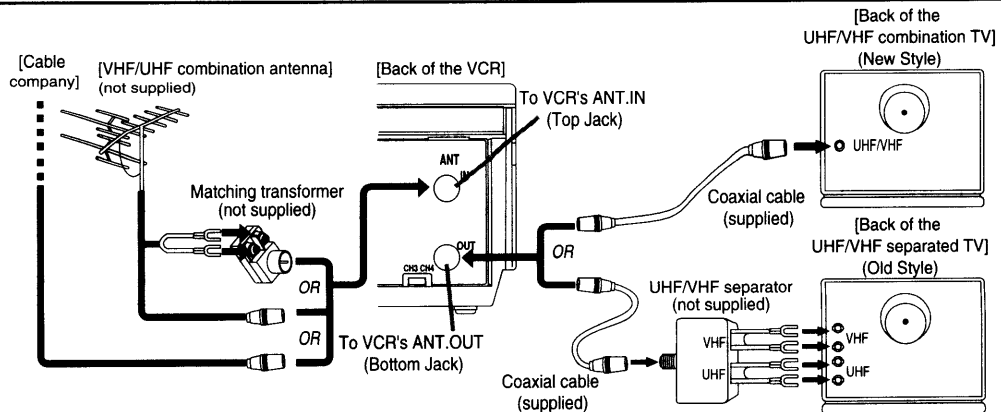 [Cable
company]
[VHF/UHF combination antenna]
(not supplied)
Matching transformer
(not supplied)
OR
OR
[Back of the VCR]
To VCR's ANT.IN
(Top Jack)
ANT
IN
OUT
CH3 CH4
To VCR's ANT.OUT
(Bottom Jack)
OR
Coaxial cable
(supplied)
[Back of the
UHF/VHF combination TV]
(New Style)
UHF/VHF
Coaxial cable
(supplied)
UHF/VHF separator
(not supplied)
VHF
UHF
[Back of the
UHF/VHF separated TV]
(Old Style)
VHF
UHF